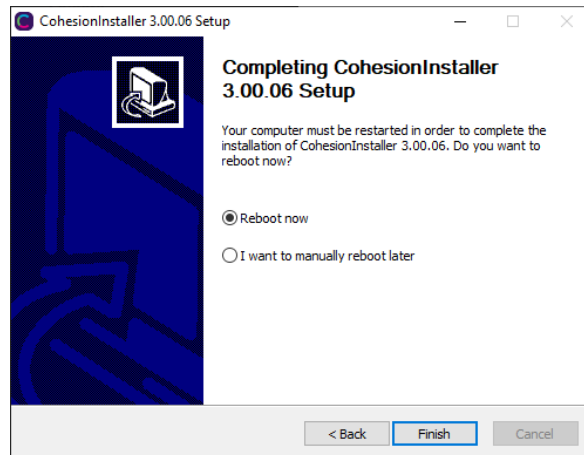 CohesionInstaller 3.00.06 Setup
Completing CohesionInstaller
3.00.06 Setup
Your computer must be restarted in order to complete the
installation of CohesionInstaller 3.00.06. Do you want to
reboot now?
Reboot now
I want to manually reboot later
< Back Finish Cancel